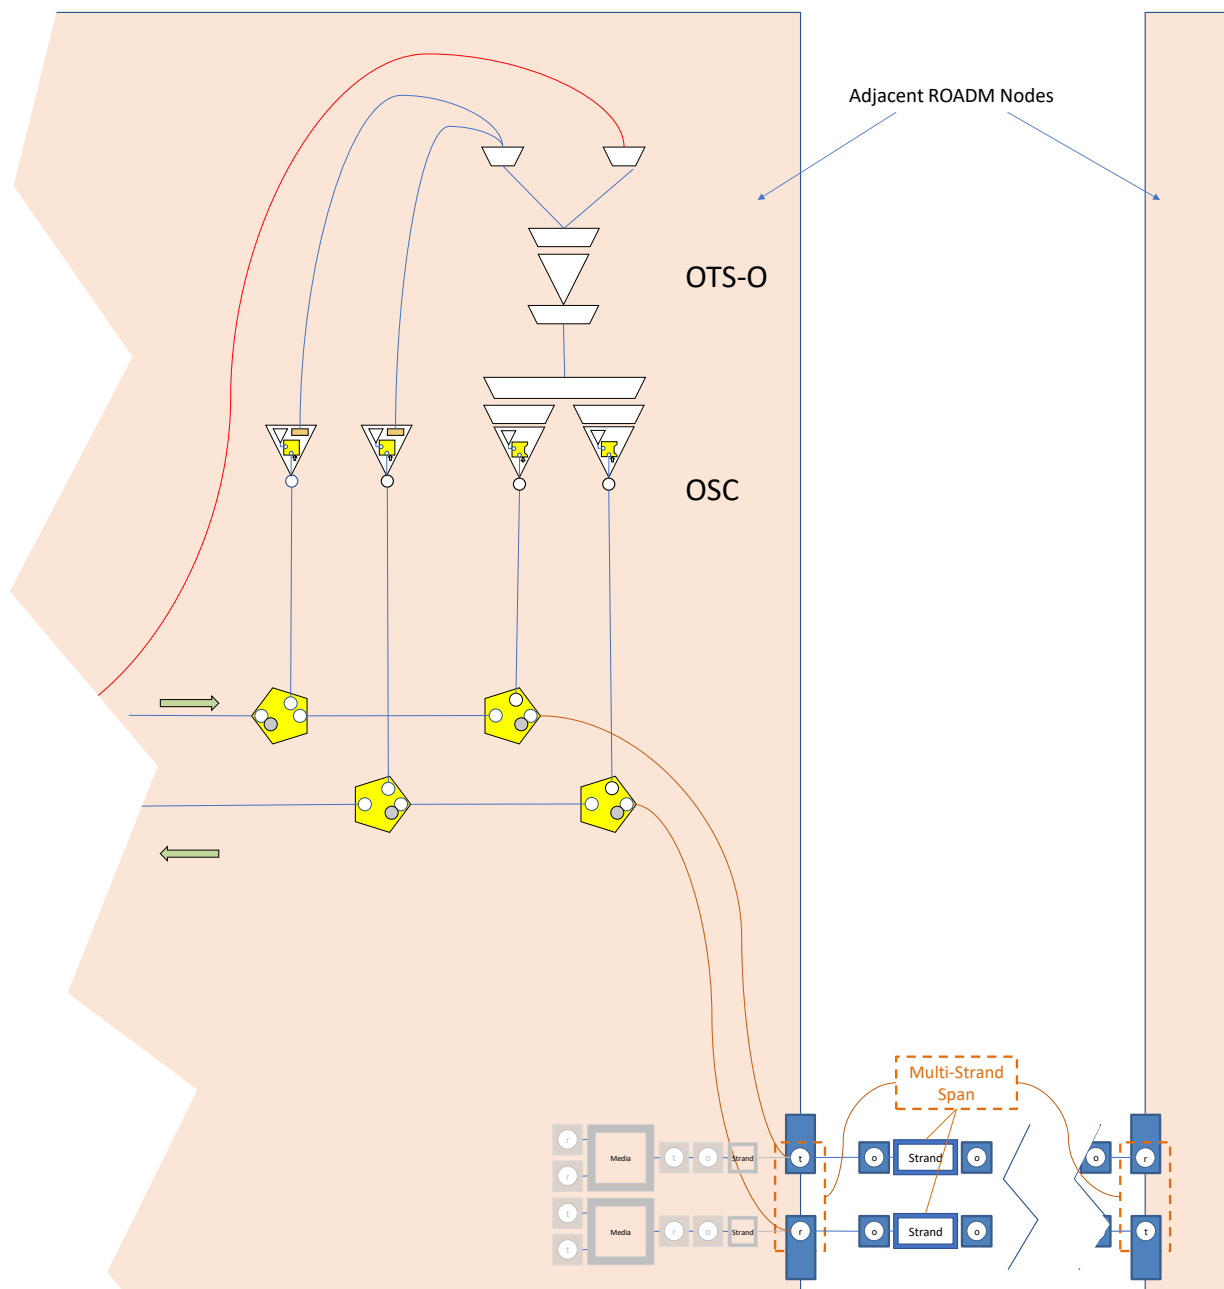 Adjacent ROADM Nodes
OTS-O
OSC
Multi-Strand
Span
r
Media
t
o
Strand
t
o
Strand
o
o
r
r
t
Media
r
o
Strand
r
o
Strand
o
t
t